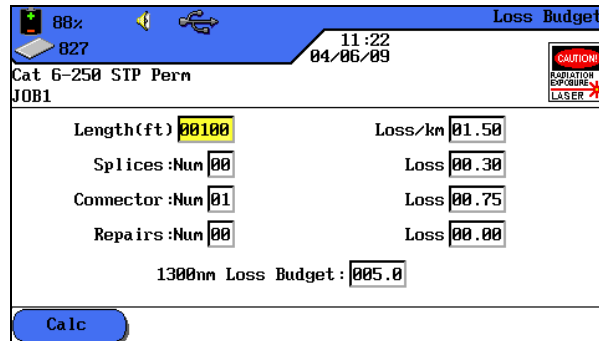 88% Loss Budget
827 11:22
04/06/09
CAUTION!
RADIATION
EXPOSURE
LASER
Cat 6-250 STP Perm
JOB1
Length(ft) 00100 Loss/km 01.50
Splices:Num 00 Loss 00.30
Connector:Num 01 Loss 00.75
Repairs:Num 00 Loss 00.00
1300nm Loss Budget: 005.0
Calc